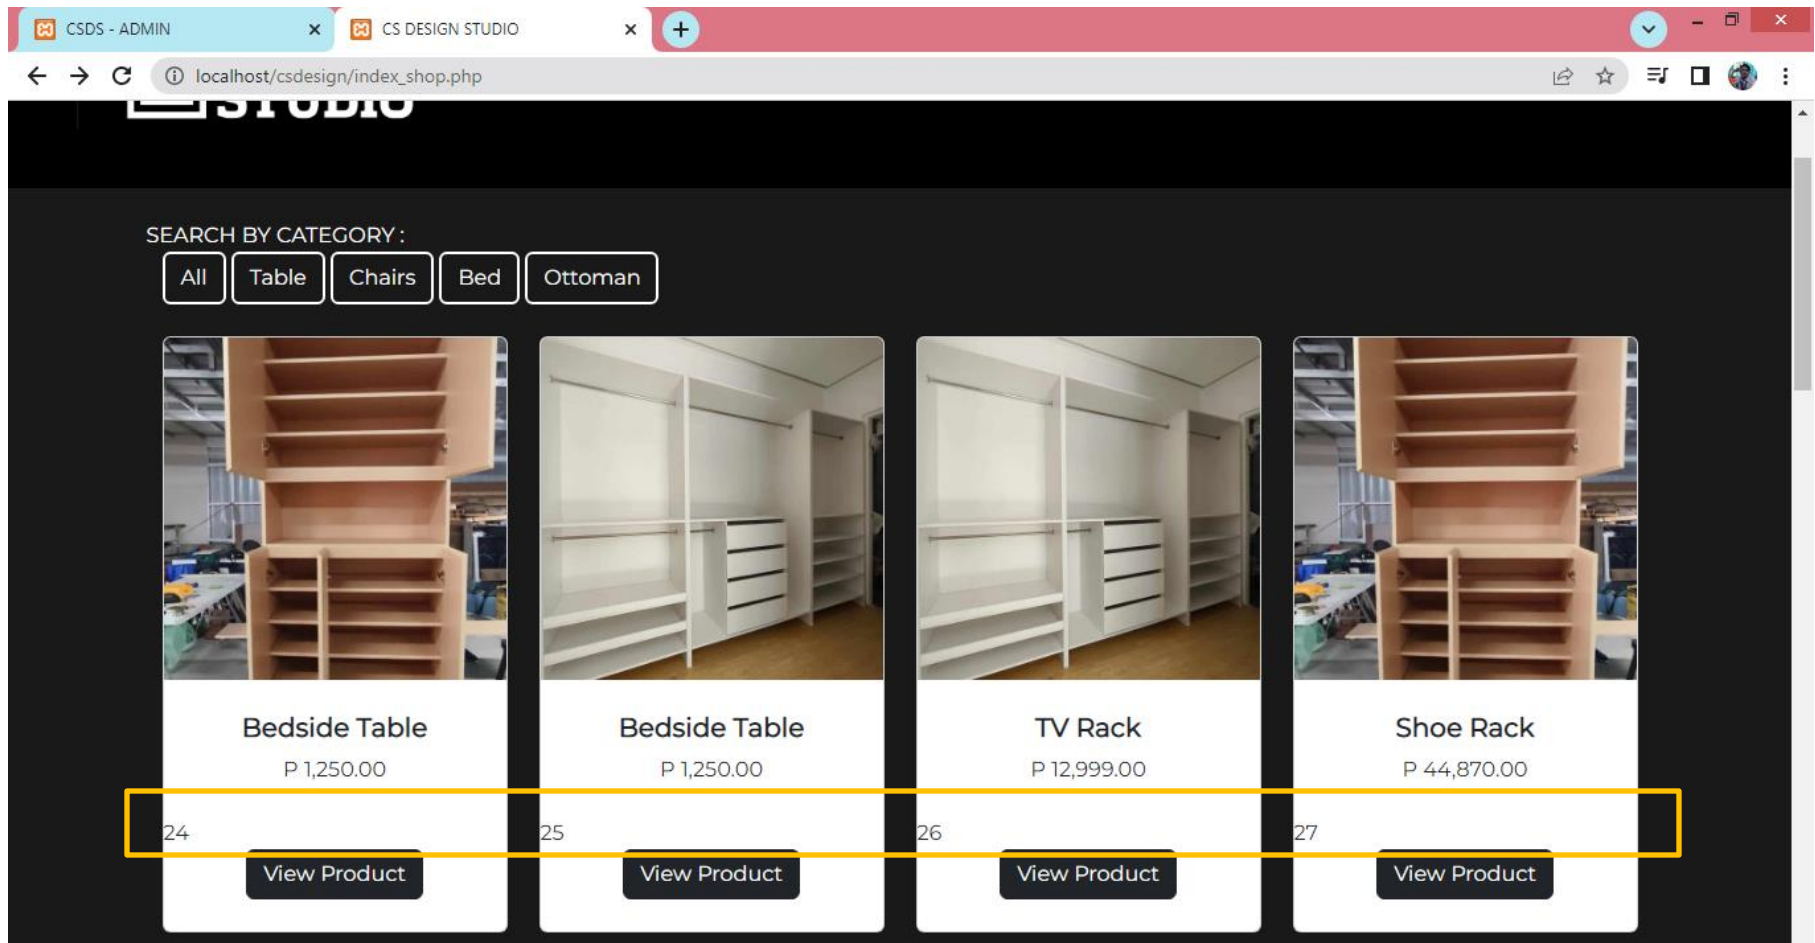 CSDS - ADMIN
CS DESIGN STUDIO
localhost/csdesign/index_shop.php
STUDIO
SEARCH BY CATEGORY :
All Table Chairs Bed Ottoman
Bedside Table
P 1,250.00
24
View Product
Bedside Table
P 1,250.00
25
View Product
TV Rack
P 12,999.00
26
View Product
Shoe Rack
P 44,870.00
27
View Product